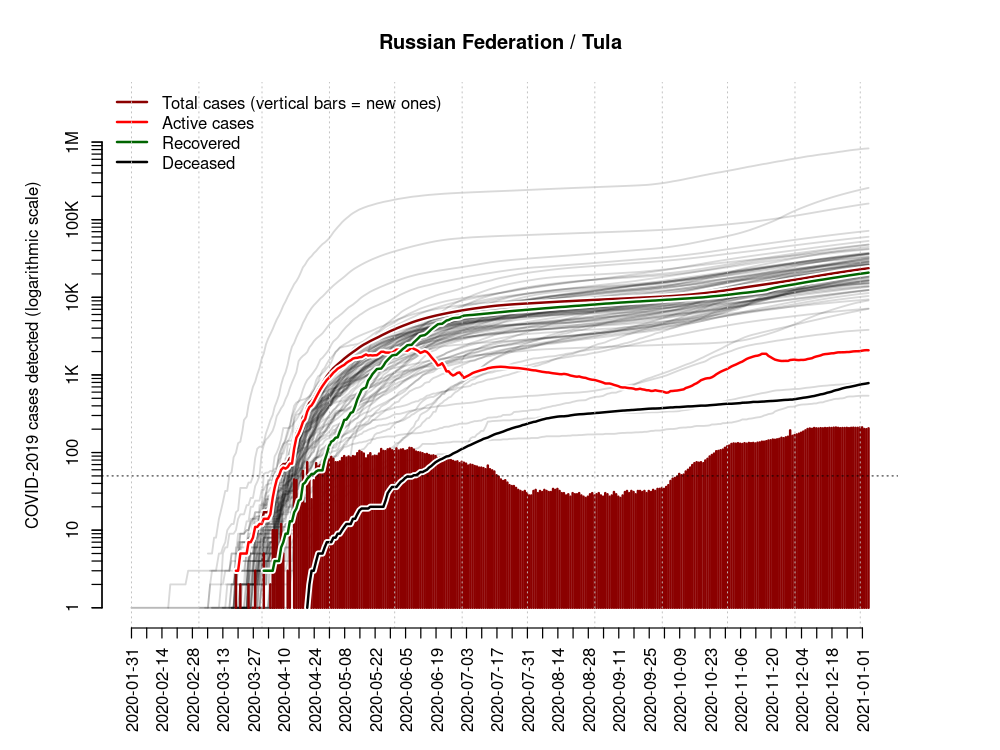 Russian Federation / Tula
Total cases (vertical bars = new ones)
Active cases
Recovered
Deceased
COVID-2019 cases detected (logarithmic scale)
1M
100K
10K
1K
100
10
1
2020-01-31
2020-02-14
2020-02-28
2020-03-13
2020-03-27
2020-04-10
2020-04-24
2020-05-08
2020-05-22
2020-06-05
2020-06-19
2020-07-03
2020-07-17
2020-07-31
2020-08-14
2020-08-28
2020-09-11
2020-09-25
2020-10-09
2020-10-23
2020-11-06
2020-11-20
2020-12-04
2020-12-18
2021-01-01